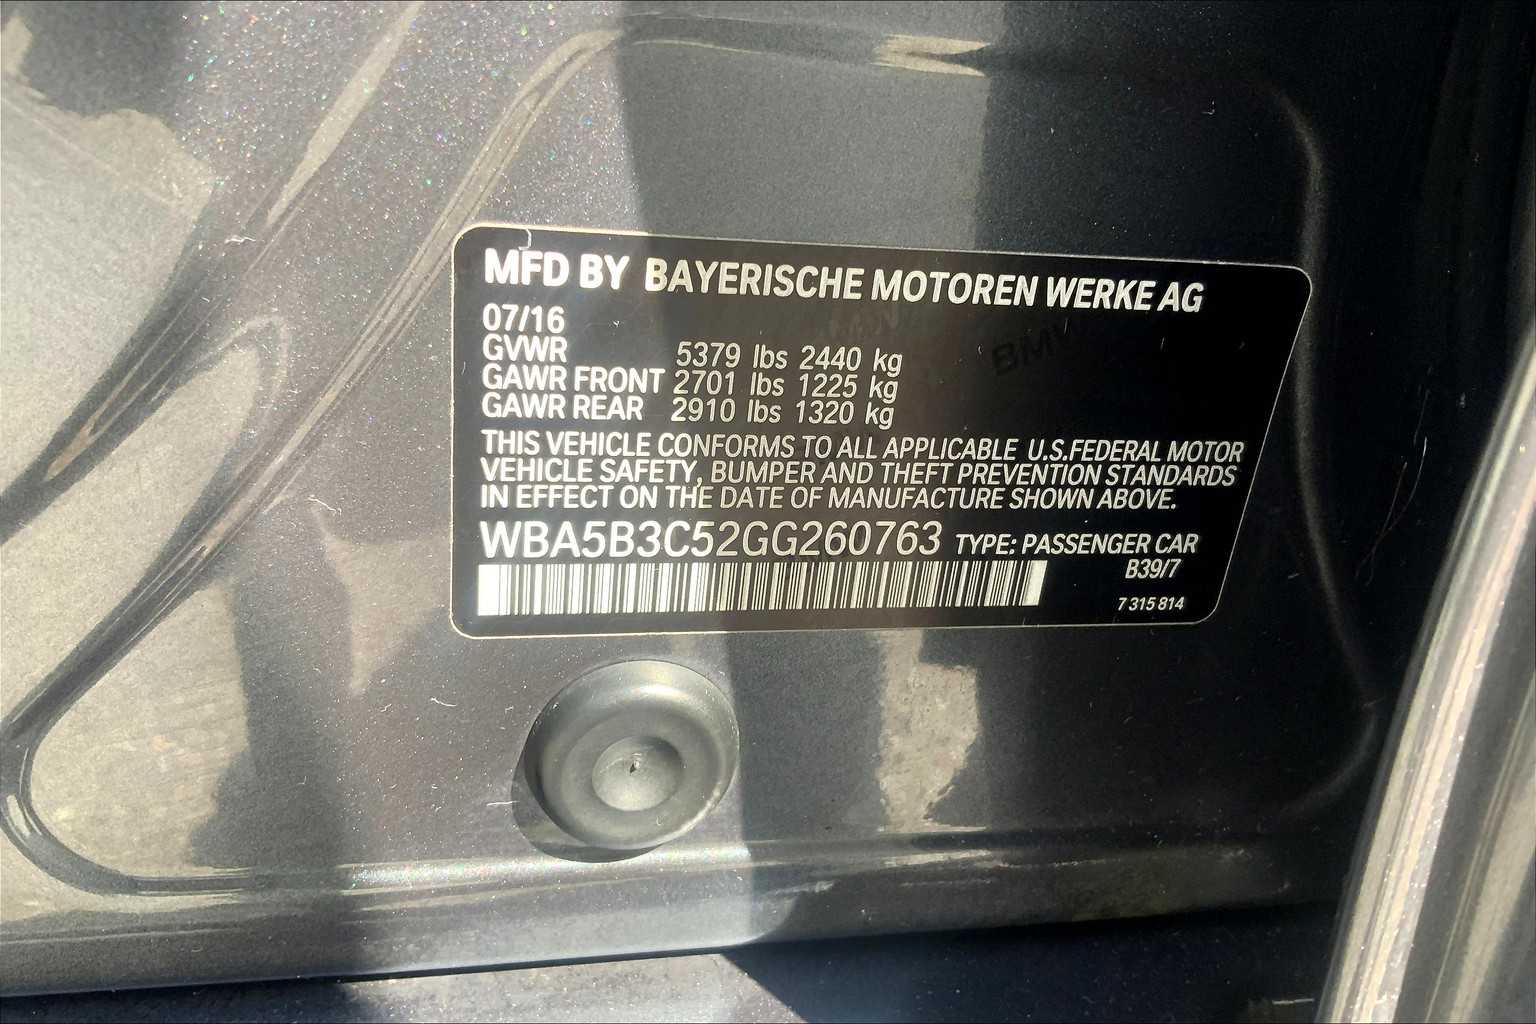 MFD BY BAYERISCHE MOTOREN WERKE AG
07/16
GVWR 5379 lbs 2440 kg
GAWR FRONT 2701 lbs 1225 kg
GAWR REAR 2910 lbs 1320 kg
THIS VEHICLE CONFORMS TO ALL APPLICABLE U.S.FEDERAL MOTOR
VEHICLE SAFETY, BUMPER AND THEFT PREVENTION STANDARDS
IN EFFECT ON THE DATE OF MANUFACTURE SHOWN ABOVE.
WBA5B3C52GG260763 TYPE: PASSENGER CAR
B39/7
7 315 814
BMW